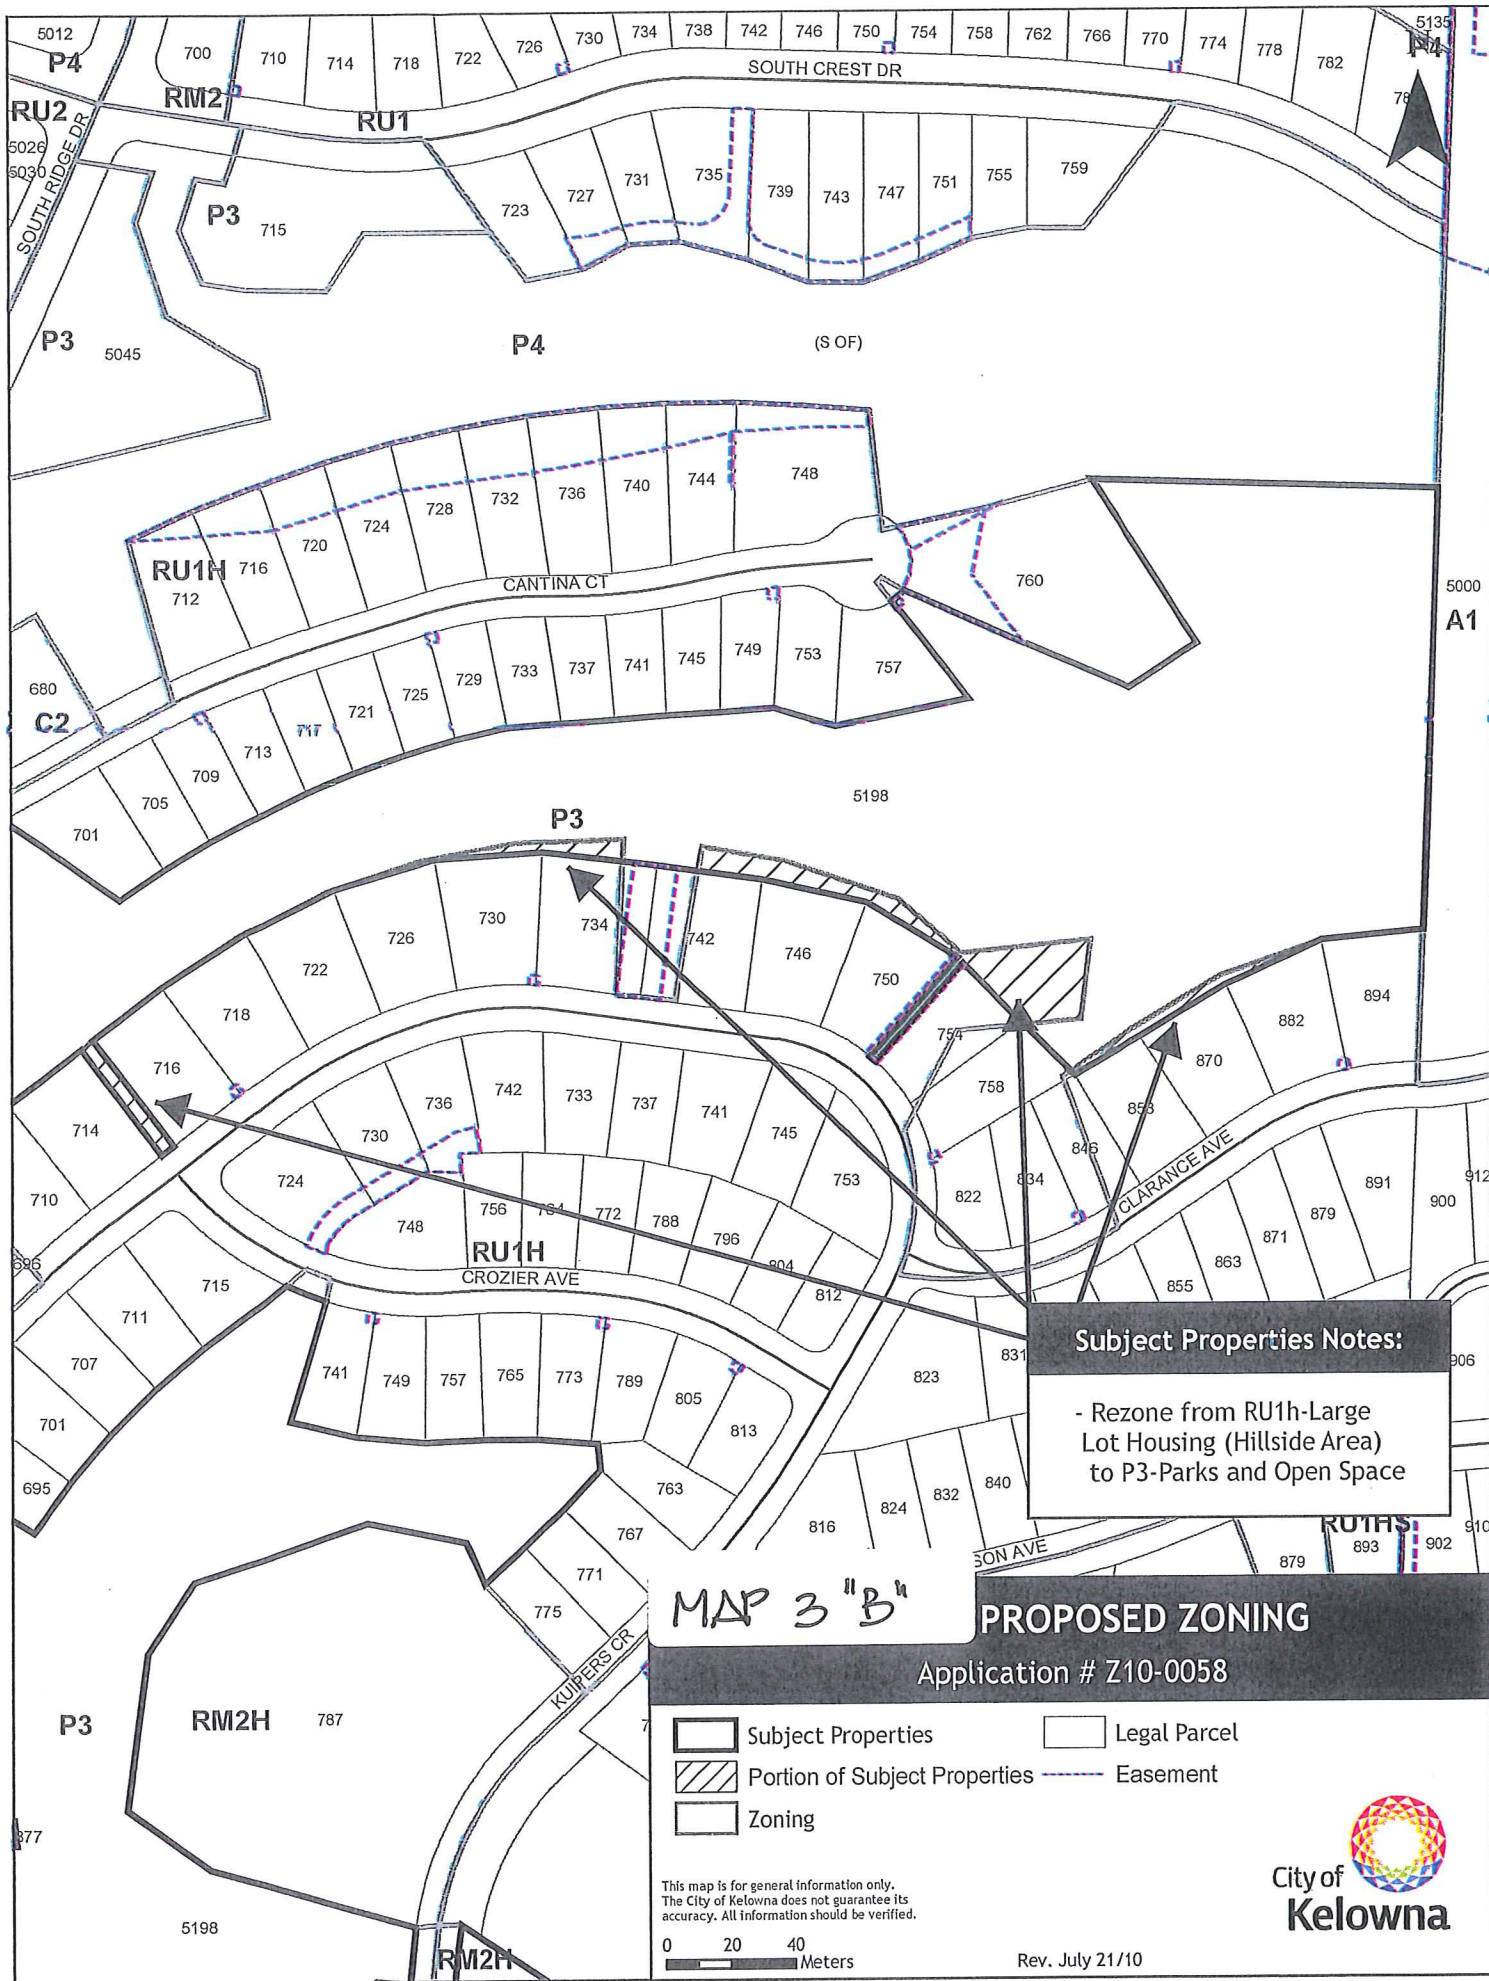 5012 700 710 714 718 722 726 730 734 738 742 746 750 754 758 762 766 770 774 778 782 5135
P4 P4
RM2
SOUTH CREST DR
RU2 RU1
5026
5030
SOUTH RIDGE DR
P3 715 723 727 731 735 739 743 747 751 755 759
P3 5045 P4 (S OF)
712 716 720 724 728 732 736 740 744 748
RU1H
CANTINA CT
760
5000
A1
680
C2
701 705 709 713 717 721 725 729 733 737 741 745 749 753 757
5198
P3
710 714 716 718 722 726 730 734 742 746 750 754
758 846 858 870 882 894
822 834
724 730 736 742 733 737 741 745 753
748 756 764 772 788 796 804 812
RU1H
CROZIER AVE
CLARANCE AVE
855 863 871 879 891 900 912
696
695 701 707 711 715
741 749 757 765 773 789 805 813
823 831
906
Subject Properties Notes:
- Rezone from RU1h-Large
Lot Housing (Hillside Area)
to P3-Parks and Open Space
763 767 771 775
816 824 832 840
RU1HS
879 893 902 910
SON AVE
KUIPERS CR
P3 RM2H 787
877
5198
RM2H
MAP 3 "B"
PROPOSED ZONING
Application # Z10-0058
Subject Properties
Legal Parcel
Portion of Subject Properties
Easement
Zoning
This map is for general information only.
The City of Kelowna does not guarantee its
accuracy. All information should be verified.
0 20 40
Meters
Rev. July 21/10
City of
Kelowna